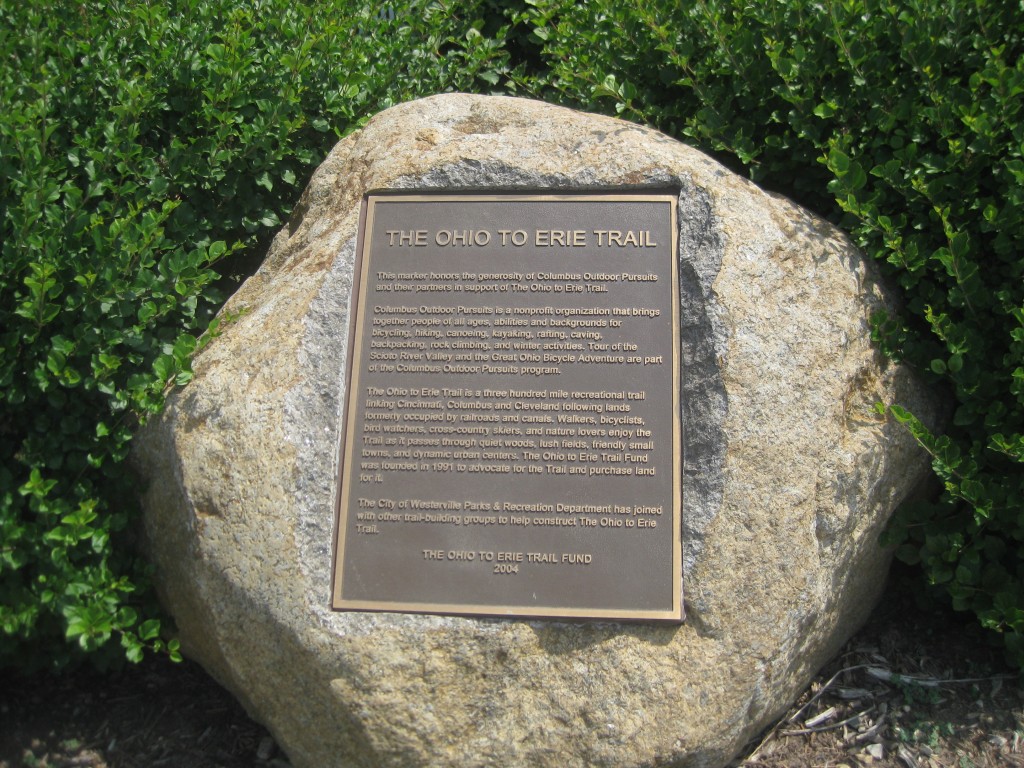 THE OHIO TO ERIE TRAIL
This marker honors the generosity of Columbus Outdoor Pursuits
and their partners in support of The Ohio to Erie Trail.
Columbus Outdoor Pursuits is a nonprofit organization that brings
together people of all ages, abilities and backgrounds for
bicycling, hiking, canoeing, kayaking, rafting, caving,
backpacking, rock climbing, and winter activities. Tour of the
Scioto River Valley and the Great Ohio Bicycle Adventure are part
of the Columbus Outdoor Pursuits program.
The Ohio to Erie Trail is a three hundred mile recreational trail
linking Cincinnati, Columbus and Cleveland following lands
formerly occupied by railroads and canals. Walkers, bicyclists,
bird watchers, cross-country skiers, and nature lovers enjoy the
Trail as it passes through quiet woods, lush fields, friendly small
towns, and dynamic urban centers. The Ohio to Erie Trail Fund
was founded in 1991 to advocate for the Trail and purchase land
for it.
The City of Westerville Parks & Recreation Department has joined
with other trail-building groups to help construct The Ohio to Erie
Trail.
THE OHIO TO ERIE TRAIL FUND
2004